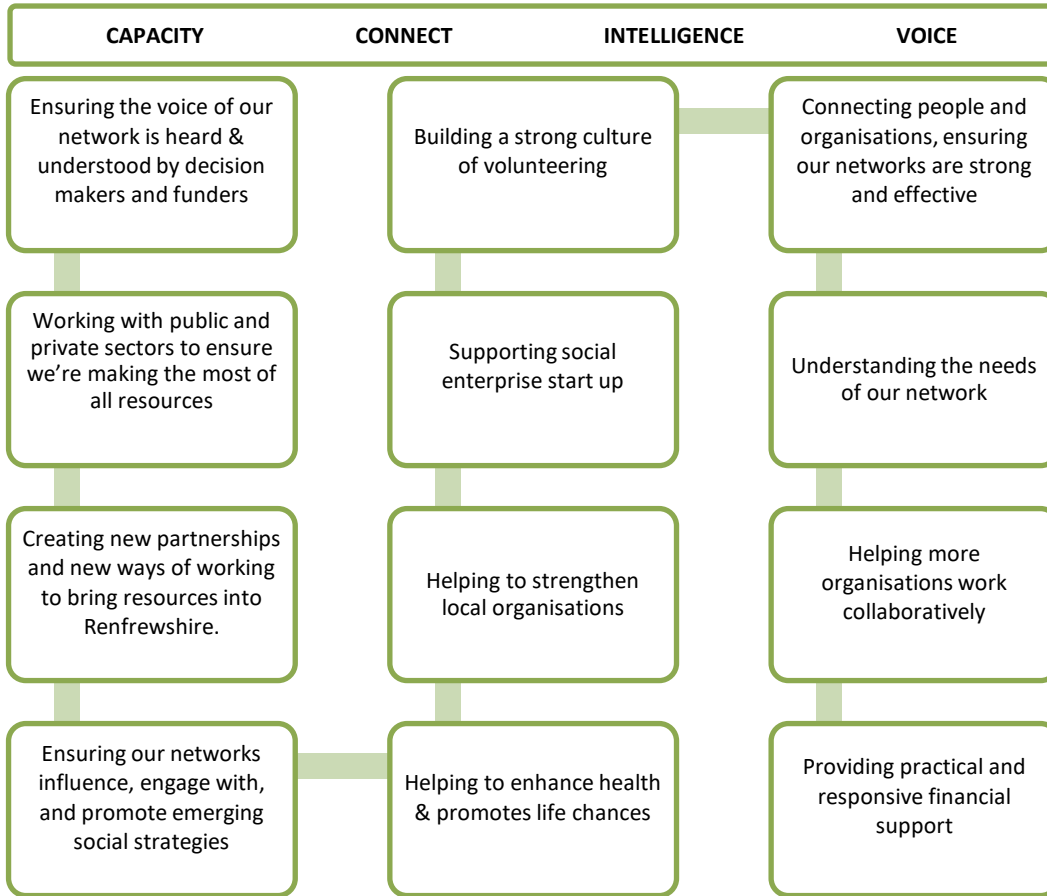 CAPACITY CONNECT INTELLIGENCE VOICE
Ensuring the voice of our
network is heard &
understood by decision
makers and funders
Working with public and
private sectors to ensure
we’re making the most of
all resources
Creating new partnerships
and new ways of working
to bring resources into
Renfrewshire.
Ensuring our networks
influence, engage with,
and promote emerging
social strategies
Helping to enhance health
& promotes life chances
Helping to strengthen
local organisations
Supporting social
enterprise start up
Building a strong culture
of volunteering
Connecting people and
organisations, ensuring
our networks are strong
and effective
Understanding the needs
of our network
Helping more
organisations work
collaboratively
Providing practical and
responsive financial
support